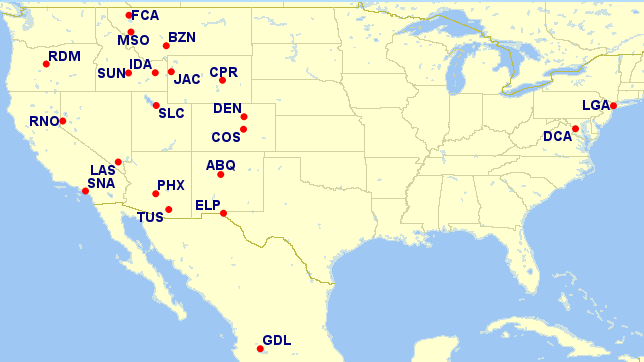 FCA
MSO
BZN
RDM
SUN
IDA
JAC
CPR
SLC
DEN
LGA
RNO
COS
DCA
LAS
SNA
PHX
ABQ
TUS
ELP
GDL